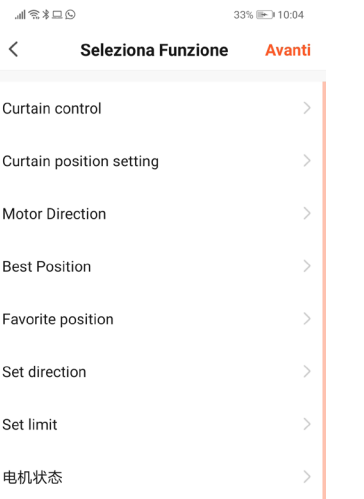 33% 10:04
Seleziona Funzione Avanti
Curtain control
Curtain position setting
Motor Direction
Best Position
Favorite position
Set direction
Set limit
电机状态